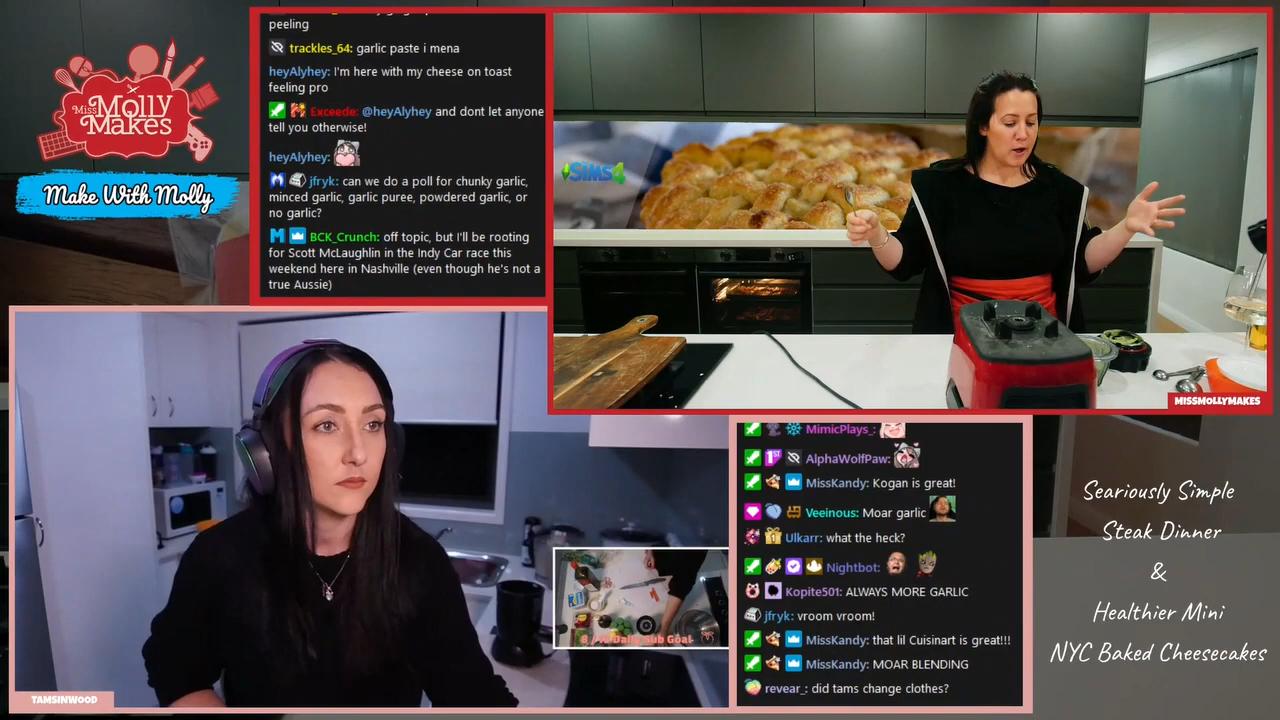 Miss
Molly
Makes
Make With Molly
peeling
trackles_64: garlic paste i mena
heyAlyhey: I'm here with my cheese on toast
feeling pro
Exceede: @heyAlyhey and dont let anyone
tell you otherwise!
heyAlyhey:
jfryk: can we do a poll for chunky garlic,
minced garlic, garlic puree, powdered garlic, or
no garlic?
BCK_Crunch: off topic, but I'll be rooting
for Scott McLaughlin in the Indy Car race this
weekend here in Nashville (even though he's not a
true Aussie)
SiMS4
MISSMOLLYMAKES
MimicPlays_:
AlphaWolfPaw:
MissKandy: Kogan is great!
Veeinous: Moar garlic
Ulkarr: what the heck?
Nightbot:
Kopite501: ALWAYS MORE GARLIC
jfryk: vroom vroom!
MissKandy: that lil Cuisinart is great!!!
MissKandy: MOAR BLENDING
revear_: did tams change clothes?
Daily Sub Goal
TAMSINWOOD
Seariously Simple
Steak Dinner
&
Healthier Mini
NYC Baked Cheesecakes